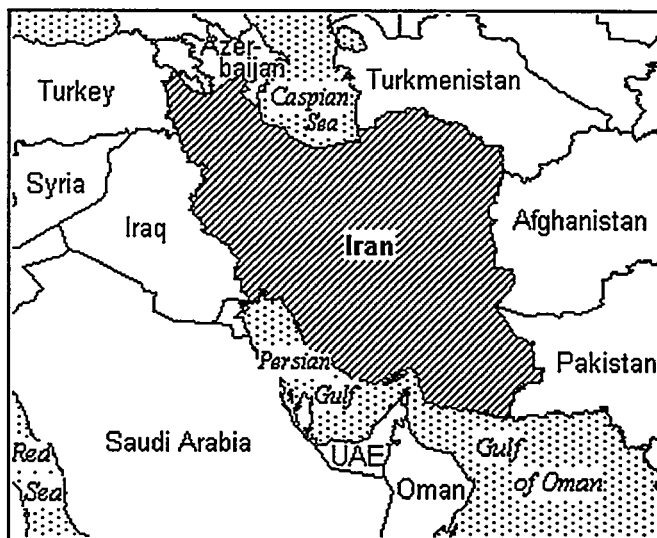 Azer-
baijan
Turkey
Caspian
Sea
Turkmenistan
Syria
Iraq
Iran
Afghanistan
Persian
Gulf
Pakistan
Saudi Arabia
UAE
Oman
Gulf
of Oman
Red
Sea